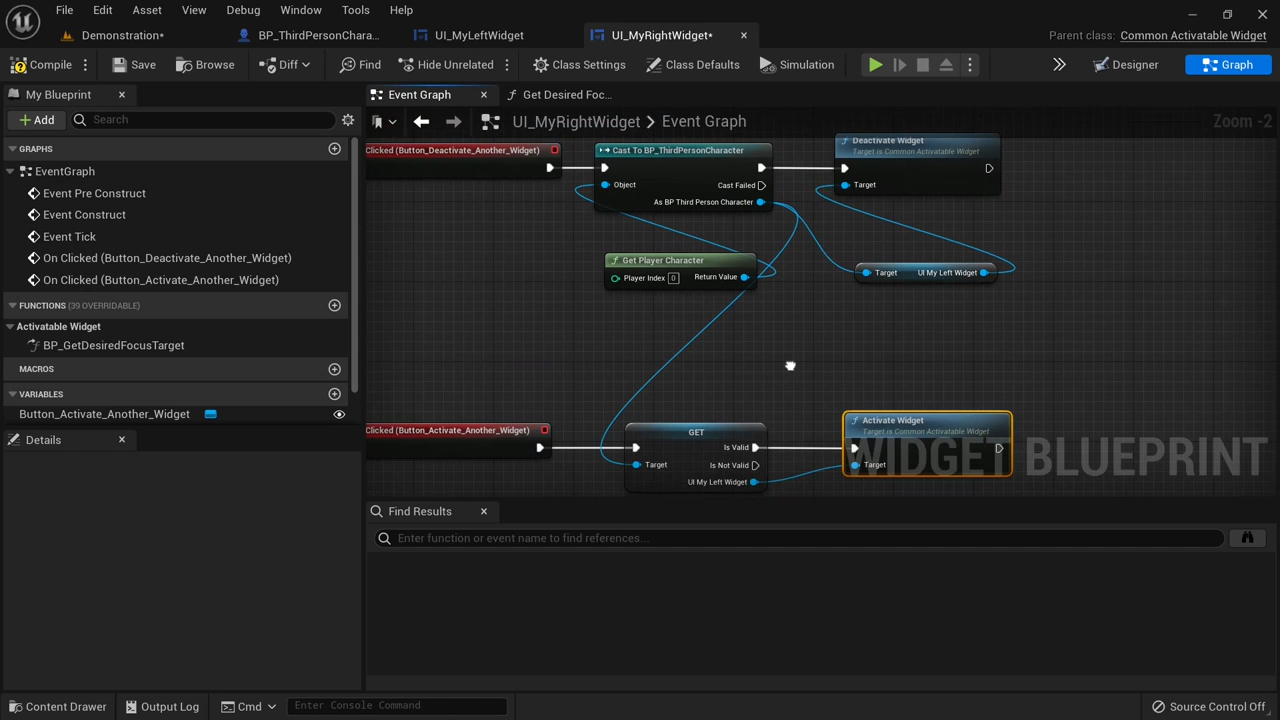 File Edit Asset View Debug Window Tools Help
Demonstration* BP_ThirdPersonChara... UI_MyLeftWidget UI_MyRightWidget* Parent class: Common Activatable Widget
Compile Save Browse Diff Find Hide Unrelated Class Settings Class Defaults Simulation Designer Graph
My Blueprint Event Graph Get Desired Foc...
Add Search UI_MyRightWidget > Event Graph Zoom -2
GRAPHS
EventGraph
Event Pre Construct
Event Construct
Event Tick
On Clicked (Button_Deactivate_Another_Widget)
On Clicked (Button_Activate_Another_Widget)
FUNCTIONS (39 OVERRIDABLE)
Activatable Widget
BP_GetDesiredFocusTarget
MACROS
VARIABLES
Button_Activate_Another_Widget
Details
Clicked (Button_Deactivate_Another_Widget)
Cast To BP_ThirdPersonCharacter
Object Cast Failed
As BP Third Person Character
Deactivate Widget
Target is Common Activatable Widget
Target
Get Player Character
Player Index 0 Return Value
Target UI My Left Widget
Clicked (Button_Activate_Another_Widget)
GET
Is Valid
Target Is Not Valid
UI My Left Widget
Activate Widget
Target is Common Activatable Widget
Target
WIDGET BLUEPRINT
Find Results
Enter function or event name to find references...
Content Drawer Output Log Cmd Enter Console Command Source Control Off